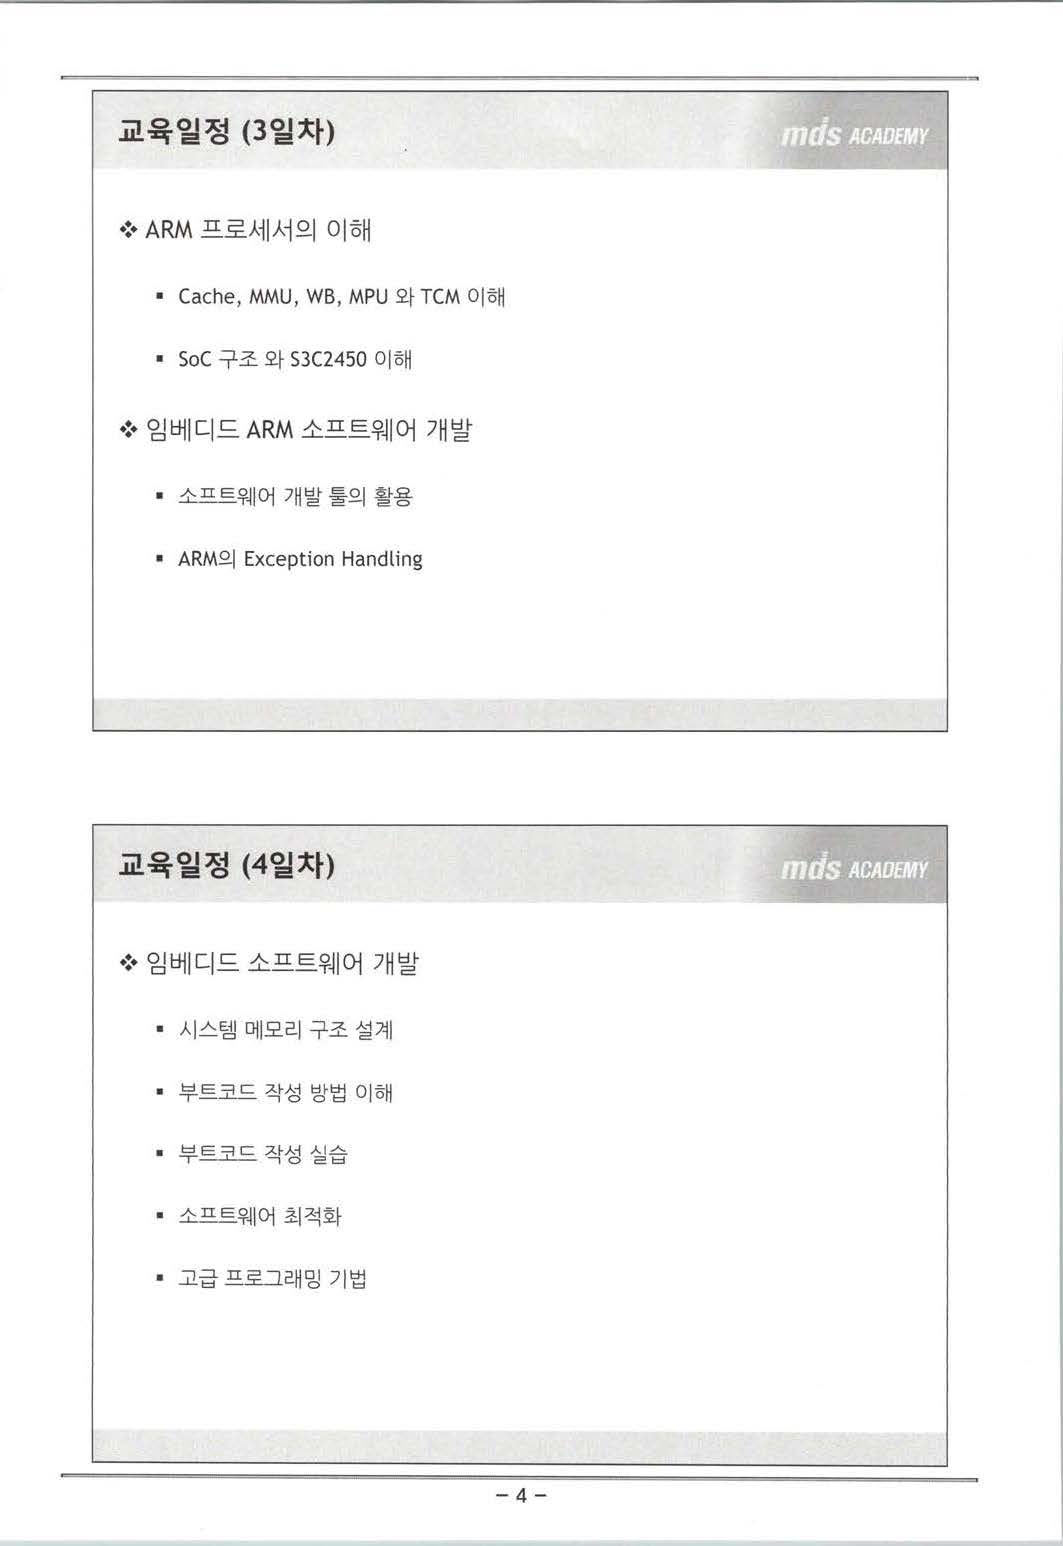 교육일정 (3일차)
mds ACADEMY
❖ ARM 프로세서의 이해
▪ Cache, MMU, WB, MPU 와 TCM 이해
▪ SoC 구조 와 S3C2450 이해
❖ 임베디드 ARM 소프트웨어 개발
▪ 소프트웨어 개발 툴의 활용
▪ ARM의 Exception Handling
교육일정 (4일차)
mds ACADEMY
❖ 임베디드 소프트웨어 개발
▪ 시스템 메모리 구조 설계
▪ 부트코드 작성 방법 이해
▪ 부트코드 작성 실습
▪ 소프트웨어 최적화
▪ 고급 프로그래밍 기법
- 4 -